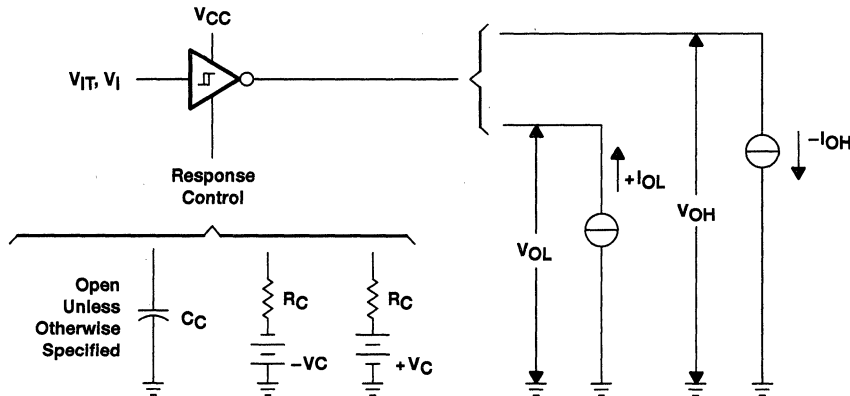 VCC
VIT, VI
Response
Control
Open
Unless
Otherwise
Specified
CC
RC
−VC
RC
+VC
VOL
+IOL
VOH
−IOH